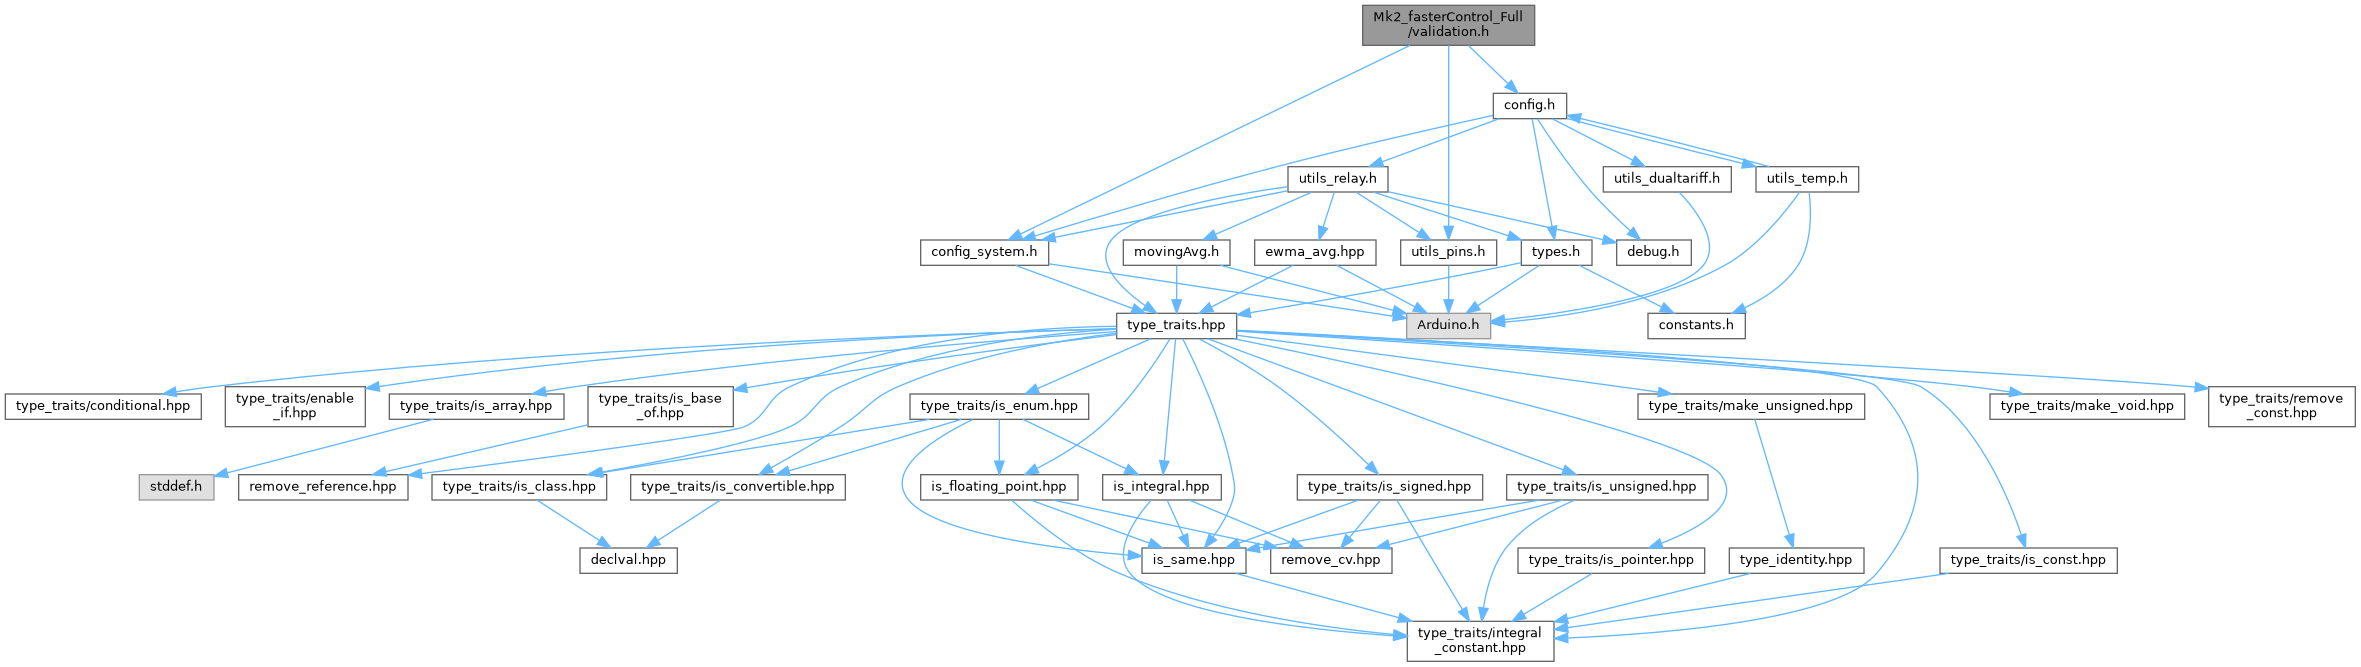 Mk2_fasterControl_Full
/validation.h
config.h
utils_relay.h
utils_dualtariff.h
utils_temp.h
config_system.h
movingAvg.h
ewma_avg.hpp
utils_pins.h
types.h
debug.h
type_traits.hpp
Arduino.h
constants.h
type_traits/conditional.hpp
type_traits/enable
_if.hpp
type_traits/is_array.hpp
type_traits/is_base
_of.hpp
type_traits/is_enum.hpp
type_traits/make_unsigned.hpp
type_traits/make_void.hpp
type_traits/remove
_const.hpp
stddef.h
remove_reference.hpp
type_traits/is_class.hpp
type_traits/is_convertible.hpp
is_floating_point.hpp
is_integral.hpp
type_traits/is_signed.hpp
type_traits/is_unsigned.hpp
declval.hpp
is_same.hpp
remove_cv.hpp
type_traits/is_pointer.hpp
type_identity.hpp
type_traits/is_const.hpp
type_traits/integral
_constant.hpp